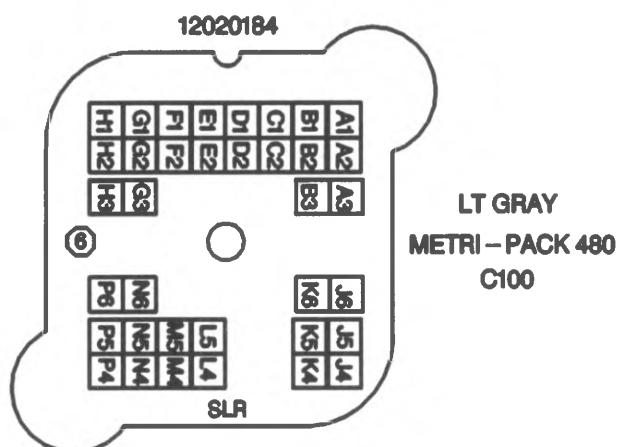 12020184
H1 G1 F1 E1 D1 C1 B1 A1
H2 G2 F2 E2 D2 C2 B2 A2
H3 G3 B3 A3
LT GRAY
6
METRI – PACK 480
C100
P6 N6 K6 J6
P5 N5 M5 L5 K5 J5
P4 N4 M4 L4 K4 J4
SLR